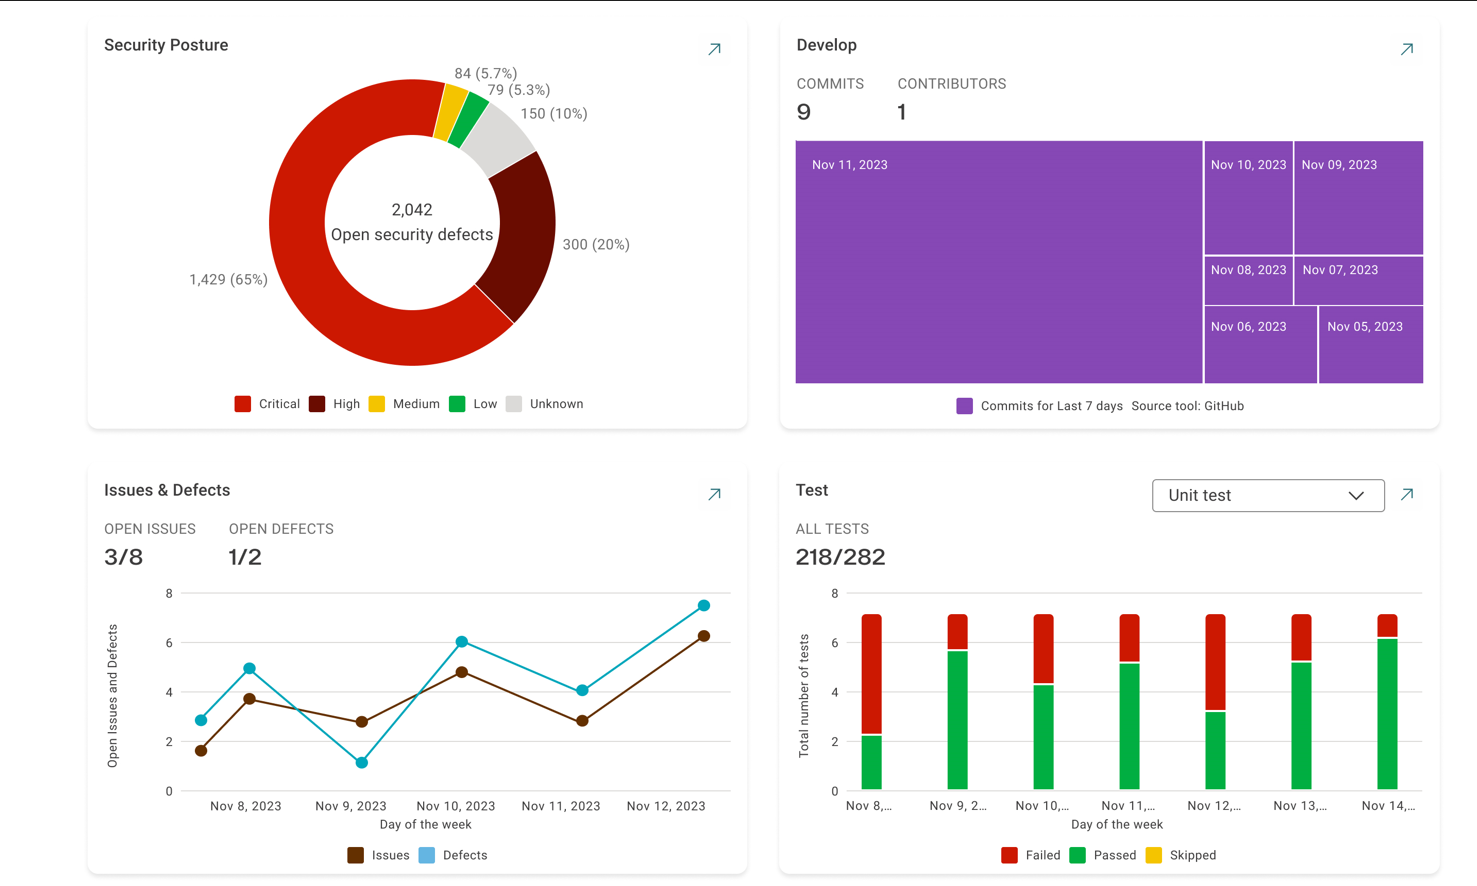 Security Posture
84 (5.7%)
79 (5.3%)
150 (10%)
2,042
Open security defects
300 (20%)
1,429 (65%)
Critical High Medium Low Unknown
Develop
COMMITS CONTRIBUTORS
9 1
Nov 11, 2023
Nov 10, 2023 Nov 09, 2023
Nov 08, 2023 Nov 07, 2023
Nov 06, 2023 Nov 05, 2023
Commits for Last 7 days Source tool: GitHub
Issues & Defects
OPEN ISSUES OPEN DEFECTS
3/8 1/2
Open Issues and Defects
8
6
4
2
0
Nov 8, 2023 Nov 9, 2023 Nov 10, 2023 Nov 11, 2023 Nov 12, 2023
Day of the week
Issues Defects
Test
Unit test
ALL TESTS
218/282
Total number of tests
8
6
4
2
0
Nov 8,... Nov 9, 2... Nov 10,... Nov 11,... Nov 12,... Nov 13,... Nov 14,...
Day of the week
Failed Passed Skipped